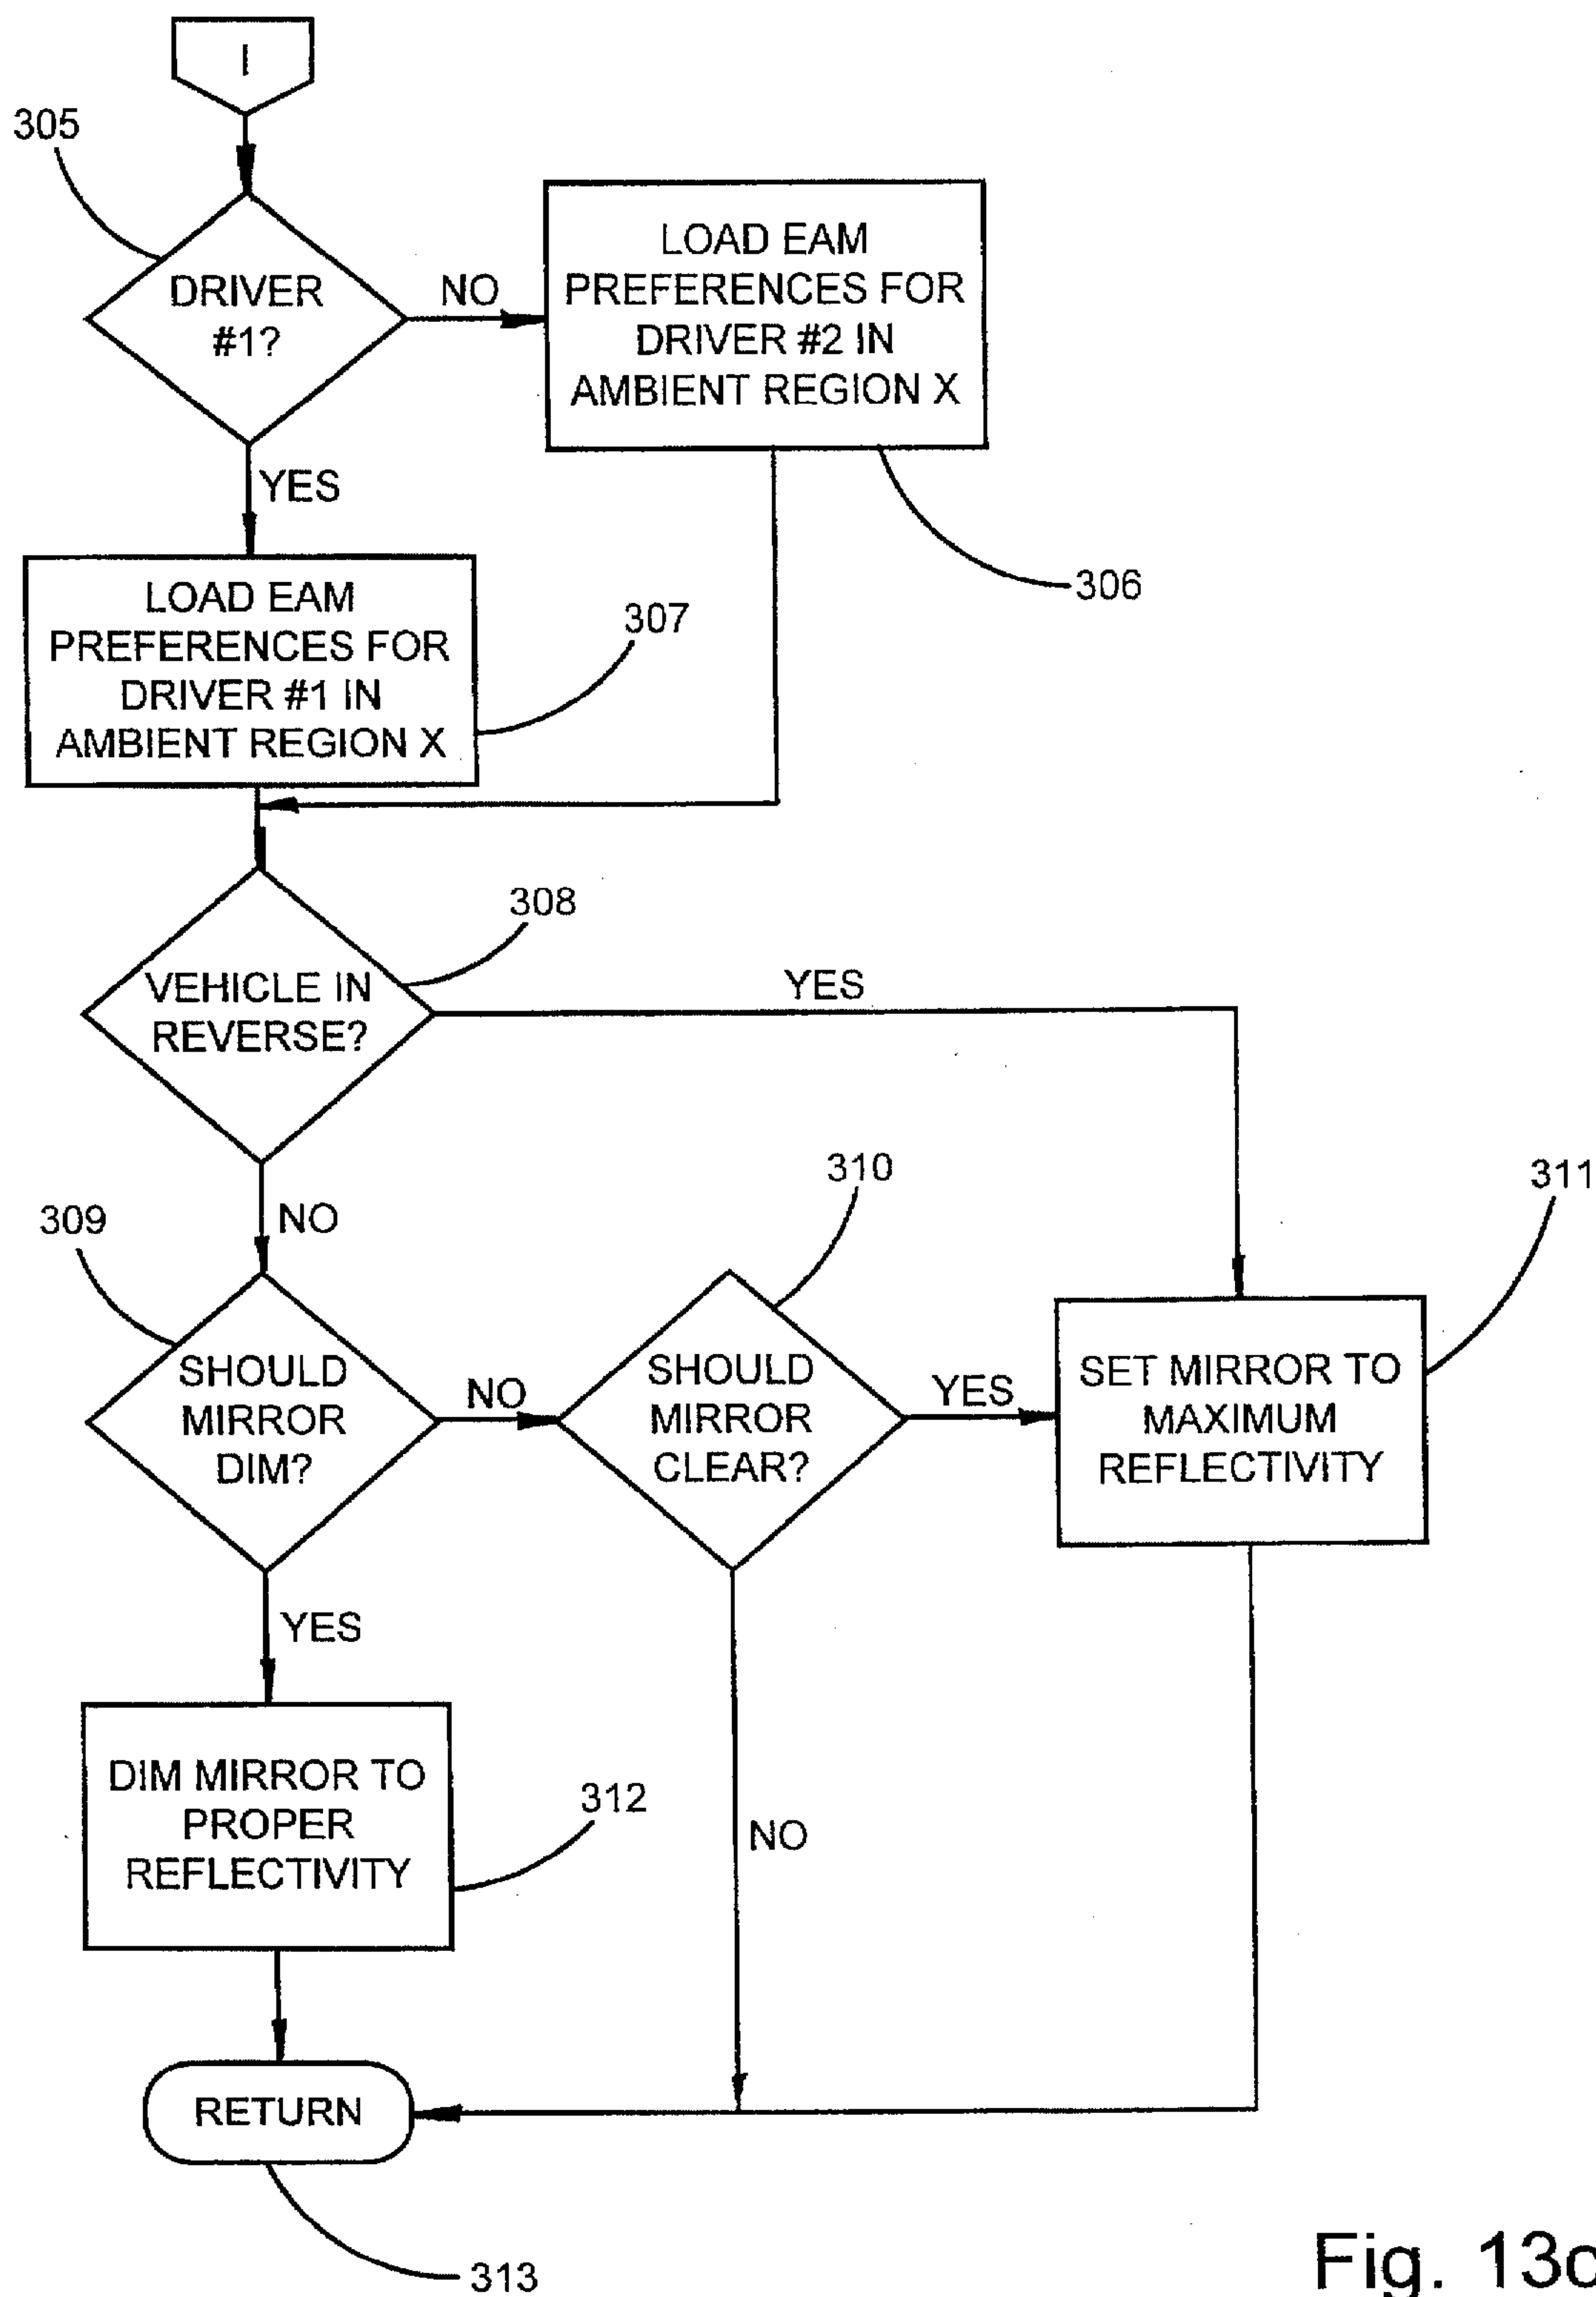 I
305
DRIVER
#1?
NO
LOAD EAM
PREFERENCES FOR
DRIVER #2 IN
AMBIENT REGION X
306
YES
LOAD EAM
PREFERENCES FOR
DRIVER #1 IN
AMBIENT REGION X
307
VEHICLE IN
REVERSE?
308
YES
NO
309
SHOULD
MIRROR
DIM?
NO
310
SHOULD
MIRROR
CLEAR?
YES
311
SET MIRROR TO
MAXIMUM
REFLECTIVITY
YES
NO
DIM MIRROR TO
PROPER
REFLECTIVITY
312
RETURN
313
Fig.